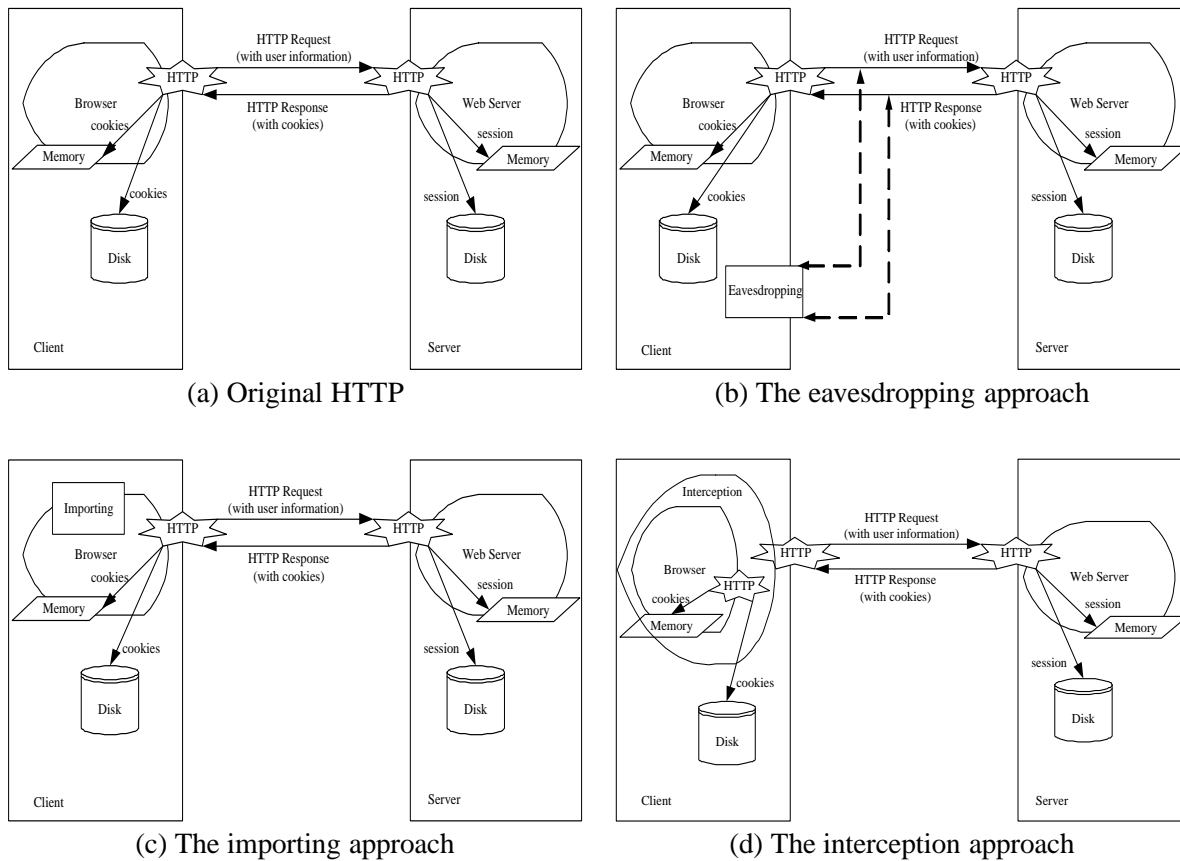 HTTP Request
(with user information)
HTTP
HTTP
Browser
HTTP Response
(with cookies)
Web Server
cookies
session
Memory
Memory
cookies
session
Disk
Disk
Client
Server
(a) Original HTTP
HTTP Request
(with user information)
HTTP
HTTP
Browser
HTTP Response
(with cookies)
Web Server
cookies
session
Memory
Memory
cookies
session
Disk
Disk
Eavesdropping
Client
Server
(b) The eavesdropping approach
Importing
HTTP Request
(with user information)
HTTP
HTTP
Browser
HTTP Response
(with cookies)
Web Server
cookies
session
Memory
Memory
cookies
session
Disk
Disk
Client
Server
(c) The importing approach
Interception
HTTP Request
(with user information)
HTTP
HTTP
Browser
HTTP
HTTP Response
(with cookies)
Web Server
cookies
session
Memory
Memory
cookies
session
Disk
Disk
Client
Server
(d) The interception approach